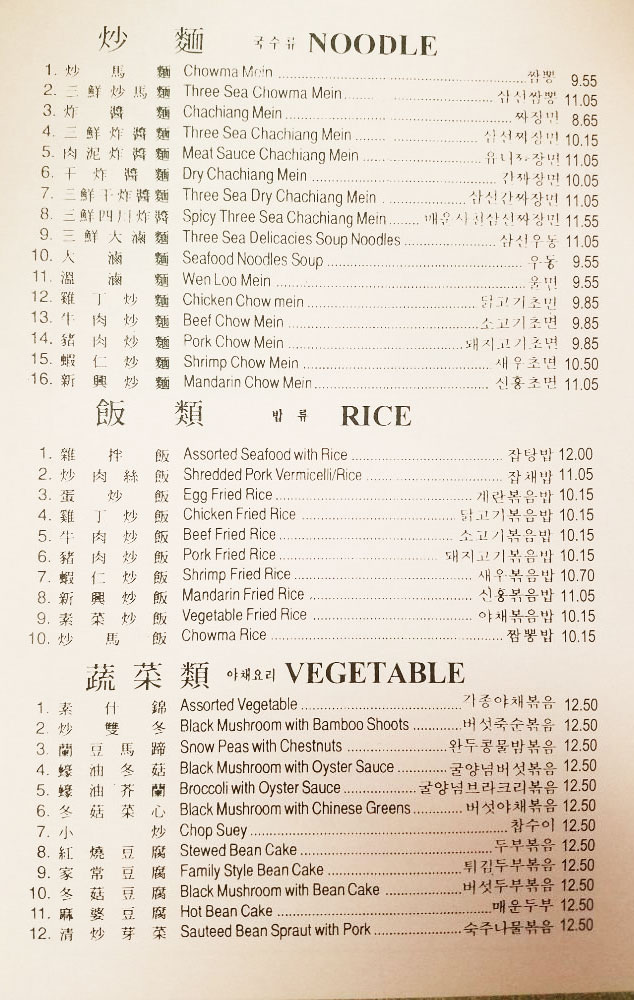 炒 麵 국수류 NOODLE
1. 炒 馬 麵 Chowma Mein 짬뽕 9.55
2. 三鮮炒馬麵 Three Sea Chowma Mein 삼선짬뽕 11.05
3. 炸 醬 麵 Chachiang Mein 짜장면 8.65
4. 三鮮炸醬麵 Three Sea Chachiang Mein 삼선짜장면 10.15
5. 肉泥炸醬麵 Meat Sauce Chachiang Mein 유니짜장면 11.05
6. 干 炸 醬 麵 Dry Chachiang Mein 간짜장면 10.05
7. 三鮮干炸醬麵 Three Sea Dry Chachiang Mein 삼선간짜장면 11.05
8. 三鮮四川炸醬 Spicy Three Sea Chachiang Mein 매운사천삼선짜장면 11.55
9. 三鮮大滷麵 Three Sea Delicacies Soup Noodles 삼선우동 11.05
10. 大 滷 麵 Seafood Noodles Soup 우동 9.55
11. 溫 滷 麵 Wen Loo Mein 웅면 9.55
12. 雞丁炒麵 Chicken Chow mein 닭고기초면 9.85
13. 牛肉炒麵 Beef Chow Mein 소고기초면 9.85
14. 豬肉炒麵 Pork Chow Mein 돼지고기초면 9.85
15. 蝦仁炒麵 Shrimp Chow Mein 새우초면 10.50
16. 新興炒麵 Mandarin Chow Mein 신흥초면 11.05
飯 類 밥류 RICE
1. 雜 拌 飯 Assorted Seafood with Rice 잡탕밥 12.00
2. 炒肉絲飯 Shredded Pork Vermicelli/Rice 잡채밥 11.05
3. 蛋 炒 飯 Egg Fried Rice 계란볶음밥 10.15
4. 雞丁炒飯 Chicken Fried Rice 닭고기볶음밥 10.15
5. 牛肉炒飯 Beef Fried Rice 소고기볶음밥 10.15
6. 豬肉炒飯 Pork Fried Rice 돼지고기볶음밥 10.15
7. 蝦仁炒飯 Shrimp Fried Rice 새우볶음밥 10.70
8. 新興炒飯 Mandarin Fried Rice 신흥볶음밥 11.05
9. 素菜炒飯 Vegetable Fried Rice 야채볶음밥 10.15
10. 炒 馬 飯 Chowma Rice 짬뽕밥 10.15
蔬 菜 類 야채요리 VEGETABLE
1. 素 什 錦 Assorted Vegetable 각종야채볶음 12.50
2. 炒 雙 冬 Black Mushroom with Bamboo Shoots 버섯죽순볶음 12.50
3. 蘭豆馬蹄 Snow Peas with Chestnuts 완두콩물밤볶음 12.50
4. 蠔油冬菇 Black Mushroom with Oyster Sauce 굴양념버섯볶음 12.50
5. 蠔油芥蘭 Broccoli with Oyster Sauce 굴양념브라크리볶음 12.50
6. 冬菇菜心 Black Mushroom with Chinese Greens 버섯야채볶음 12.50
7. 小 炒 Chop Suey 찹수이 12.50
8. 紅燒豆腐 Stewed Bean Cake 두부볶음 12.50
9. 家常豆腐 Family Style Bean Cake 튀김두부볶음 12.50
10. 冬菇豆腐 Black Mushroom with Bean Cake 버섯두부볶음 12.50
11. 麻婆豆腐 Hot Bean Cake 매운두부 12.50
12. 清炒芽菜 Sauteed Bean Spraut with Pork 숙주나물볶음 12.50